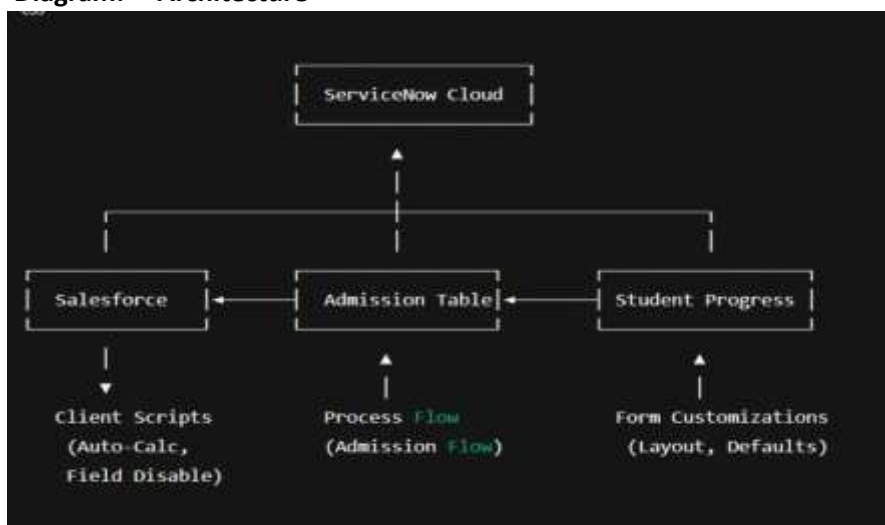 Diagram: - Architecture
ServiceNow Cloud
Salesforce
Admission Table
Student Progress
Client Scripts
(Auto-Calc,
Field Disable)
Process Flow
(Admission Flow)
Form Customizations
(Layout, Defaults)